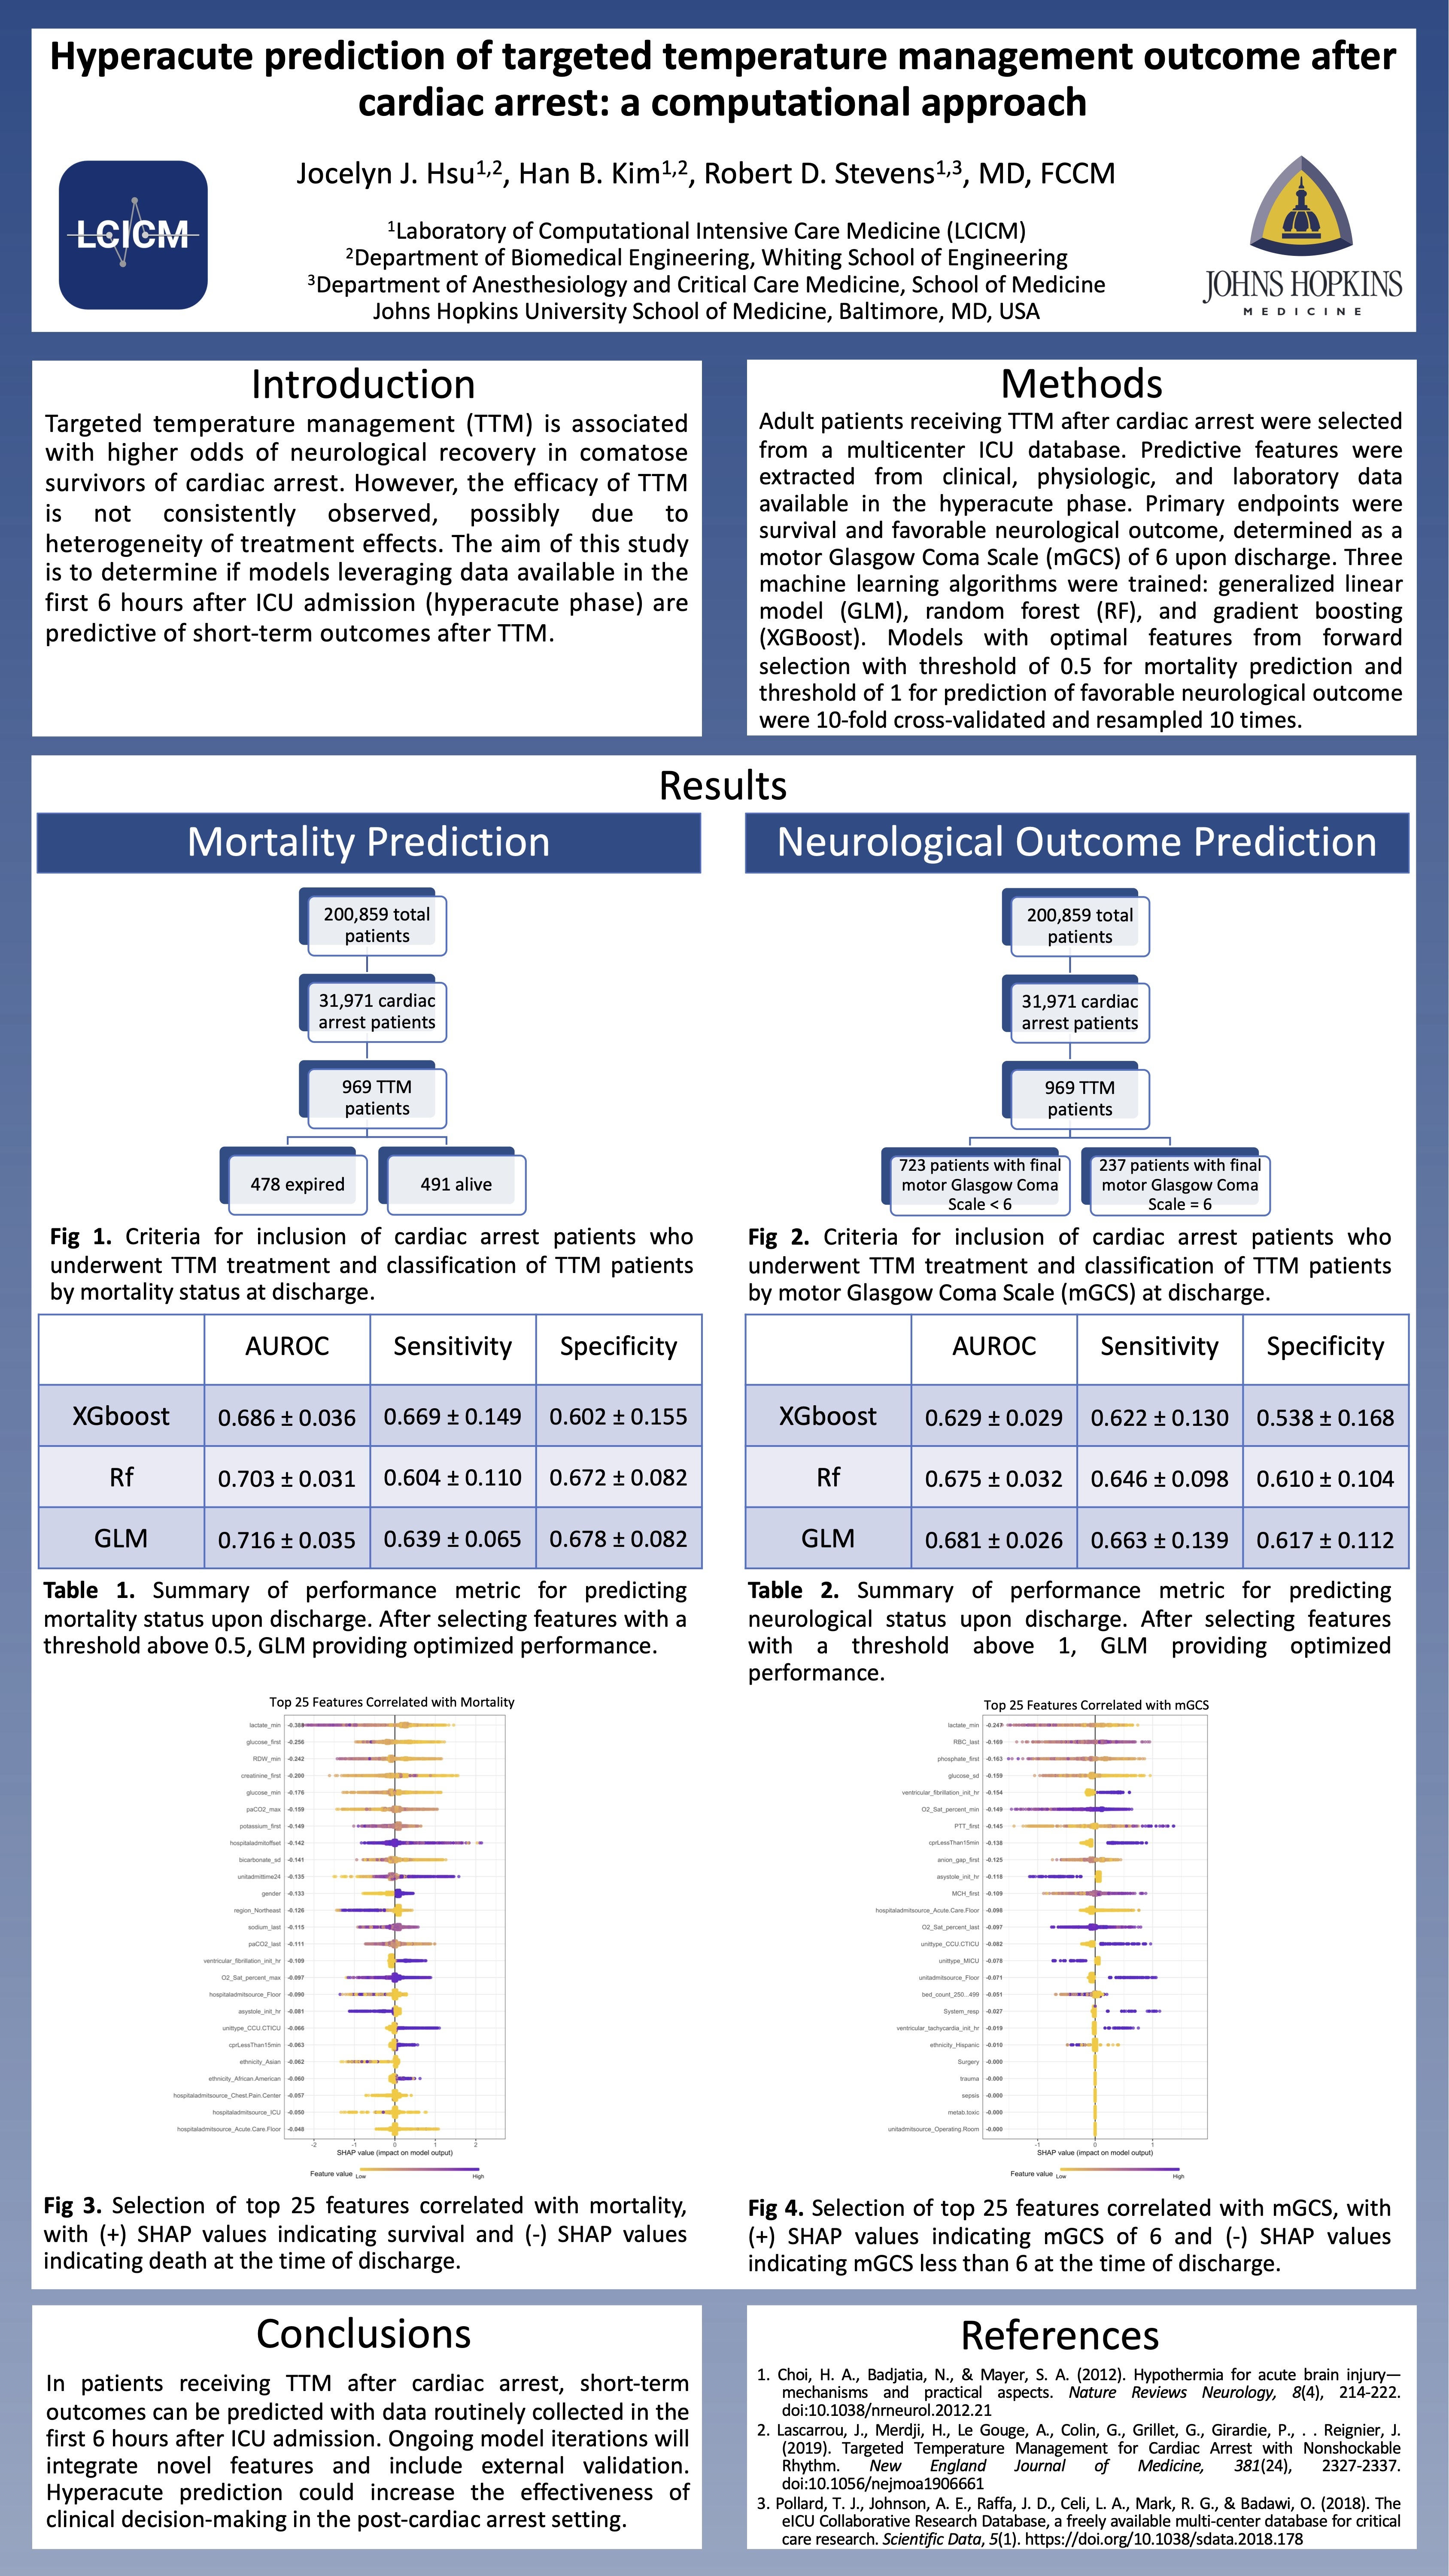 Hyperacute prediction of targeted temperature management outcome after
cardiac arrest: a computational approach
LCICM
Jocelyn J. Hsu1,2, Han B. Kim1,2, Robert D. Stevens1,3, MD, FCCM
1Laboratory of Computational Intensive Care Medicine (LCICM)
2Department of Biomedical Engineering, Whiting School of Engineering
3Department of Anesthesiology and Critical Care Medicine, School of Medicine
Johns Hopkins University School of Medicine, Baltimore, MD, USA
JOHNS HOPKINS
MEDICINE
Introduction
Targeted temperature management (TTM) is associated
with higher odds of neurological recovery in comatose
survivors of cardiac arrest. However, the efficacy of TTM
is not consistently observed, possibly due to
heterogeneity of treatment effects. The aim of this study
is to determine if models leveraging data available in the
first 6 hours after ICU admission (hyperacute phase) are
predictive of short-term outcomes after TTM.
Methods
Adult patients receiving TTM after cardiac arrest were selected
from a multicenter ICU database. Predictive features were
extracted from clinical, physiologic, and laboratory data
available in the hyperacute phase. Primary endpoints were
survival and favorable neurological outcome, determined as a
motor Glasgow Coma Scale (mGCS) of 6 upon discharge. Three
machine learning algorithms were trained: generalized linear
model (GLM), random forest (RF), and gradient boosting
(XGBoost). Models with optimal features from forward
selection with threshold of 0.5 for mortality prediction and
threshold of 1 for prediction of favorable neurological outcome
were 10-fold cross-validated and resampled 10 times.
Results
Mortality Prediction
200,859 total
patients
31,971 cardiac
arrest patients
969 TTM
patients
478 expired
491 alive
Fig 1. Criteria for inclusion of cardiac arrest patients who
underwent TTM treatment and classification of TTM patients
by mortality status at discharge.
AUROC Sensitivity Specificity
XGboost 0.686 ± 0.036 0.669 ± 0.149 0.602 ± 0.155
Rf 0.703 ± 0.031 0.604 ± 0.110 0.672 ± 0.082
GLM 0.716 ± 0.035 0.639 ± 0.065 0.678 ± 0.082
Table 1. Summary of performance metric for predicting
mortality status upon discharge. After selecting features with a
threshold above 0.5, GLM providing optimized performance.
Top 25 Features Correlated with Mortality
lactate_min -0.388
glucose_first -0.256
RDW_min -0.242
creatinine_first -0.200
glucose_min -0.176
paCO2_max -0.159
potassium_first -0.149
hospitaladmitoffset -0.142
bicarbonate_sd -0.141
unitadmittime24 -0.135
gender -0.133
region_Northeast -0.126
sodium_last -0.115
paCO2_last -0.111
ventricular_fibrillation_init_hr -0.109
O2_Sat_percent_max -0.097
hospitaladmitsource_Floor -0.090
asystole_init_hr -0.081
unittype_CCU.CTICU -0.066
cprLessThan15min -0.063
ethnicity_Asian -0.062
ethnicity_African.American -0.060
hospitaladmitsource_Chest.Pain.Center -0.057
hospitaladmitsource_ICU -0.050
hospitaladmitsource_Acute.Care.Floor -0.048
-2 -1 0 1 2
SHAP value (impact on model output)
Feature value Low High
Fig 3. Selection of top 25 features correlated with mortality,
with (+) SHAP values indicating survival and (-) SHAP values
indicating death at the time of discharge.
Neurological Outcome Prediction
200,859 total
patients
31,971 cardiac
arrest patients
969 TTM
patients
723 patients with final
motor Glasgow Coma
Scale < 6
237 patients with final
motor Glasgow Coma
Scale = 6
Fig 2. Criteria for inclusion of cardiac arrest patients who
underwent TTM treatment and classification of TTM patients
by motor Glasgow Coma Scale (mGCS) at discharge.
AUROC Sensitivity Specificity
XGboost 0.629 ± 0.029 0.622 ± 0.130 0.538 ± 0.168
Rf 0.675 ± 0.032 0.646 ± 0.098 0.610 ± 0.104
GLM 0.681 ± 0.026 0.663 ± 0.139 0.617 ± 0.112
Table 2. Summary of performance metric for predicting
neurological status upon discharge. After selecting features
with a threshold above 1, GLM providing optimized
performance.
Top 25 Features Correlated with mGCS
lactate_min -0.247
RBC_last -0.169
phosphate_first -0.163
glucose_sd -0.159
ventricular_fibrillation_init_hr -0.154
O2_Sat_percent_min -0.149
PTT_first -0.145
cprLessThan15min -0.138
anion_gap_first -0.125
asystole_init_hr -0.118
MCH_first -0.109
hospitaladmitsource_Acute.Care.Floor -0.098
O2_Sat_percent_last -0.097
unittype_CCU.CTICU -0.082
unittype_MICU -0.078
unitadmitsource_Floor -0.071
bed_count_250...499 -0.051
System_resp -0.027
ventricular_tachycardia_init_hr -0.019
ethnicity_Hispanic -0.010
Surgery -0.000
trauma -0.000
sepsis -0.000
metab.toxic -0.000
unitadmitsource_Operating.Room -0.000
-1 0 1
SHAP value (impact on model output)
Feature value Low High
Fig 4. Selection of top 25 features correlated with mGCS, with
(+) SHAP values indicating mGCS of 6 and (-) SHAP values
indicating mGCS less than 6 at the time of discharge.
Conclusions
In patients receiving TTM after cardiac arrest, short-term
outcomes can be predicted with data routinely collected in the
first 6 hours after ICU admission. Ongoing model iterations will
integrate novel features and include external validation.
Hyperacute prediction could increase the effectiveness of
clinical decision-making in the post-cardiac arrest setting.
References
1. Choi, H. A., Badjatia, N., & Mayer, S. A. (2012). Hypothermia for acute brain injury—
mechanisms and practical aspects. Nature Reviews Neurology, 8(4), 214-222.
doi:10.1038/nrneurol.2012.21
2. Lascarrou, J., Merdji, H., Le Gouge, A., Colin, G., Grillet, G., Girardie, P., . . Reignier, J.
(2019). Targeted Temperature Management for Cardiac Arrest with Nonshockable
Rhythm. New England Journal of Medicine, 381(24), 2327-2337.
doi:10.1056/nejmoa1906661
3. Pollard, T. J., Johnson, A. E., Raffa, J. D., Celi, L. A., Mark, R. G., & Badawi, O. (2018). The
eICU Collaborative Research Database, a freely available multi-center database for critical
care research. Scientific Data, 5(1). https://doi.org/10.1038/sdata.2018.178